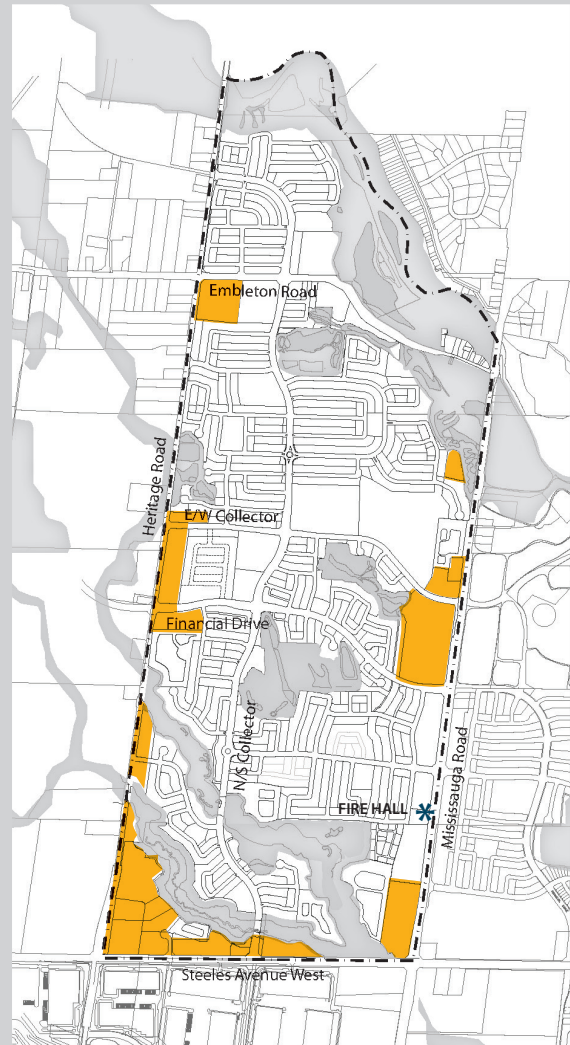 Embleton Road
Heritage Road
E/W Collector
Financial Drive
N/S Collector
FIRE HALL
Mississauga Road
Steeles Avenue West